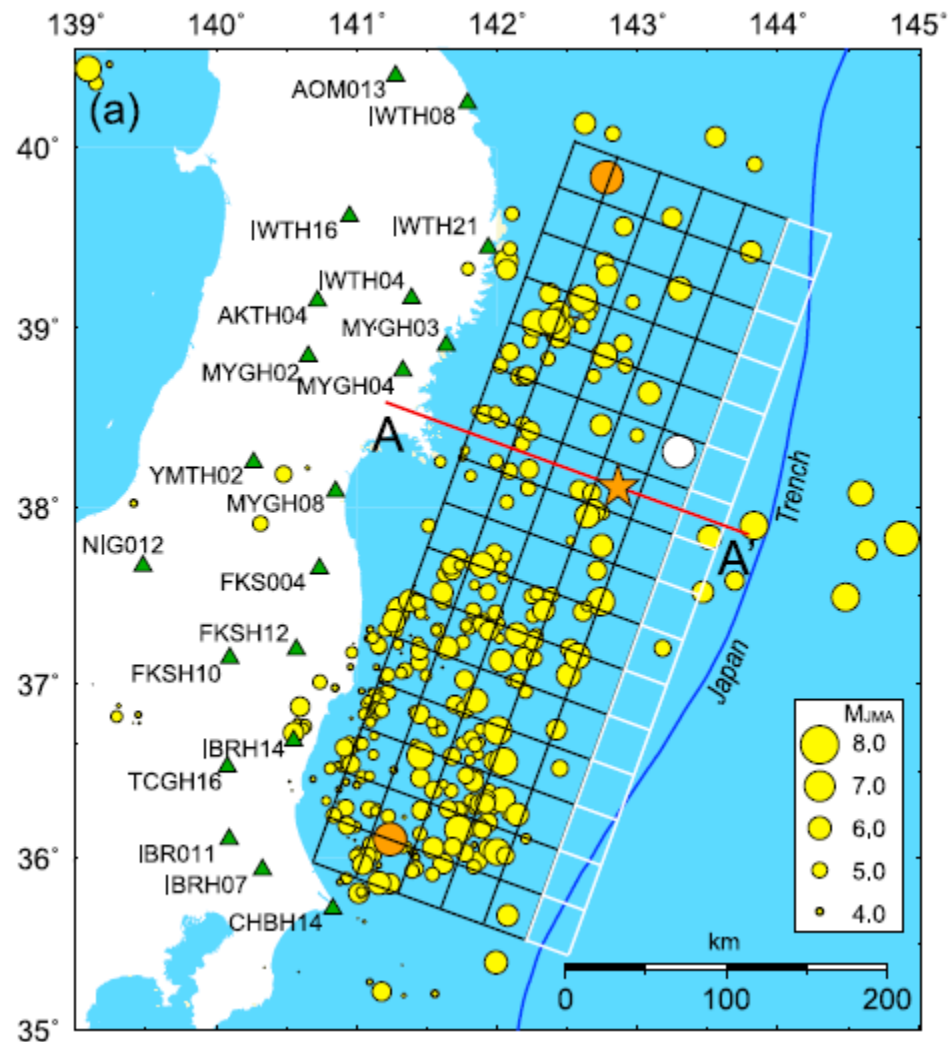 139° 140° 141° 142° 143° 144° 145°
(a)
AOM013
IWTH08
40°
IWTH16
IWTH21
IWTH04
AKTH04
MYGH03
39°
MYGH02
MYGH04
A
YMTH02
MYGH08
38°
A'
Trench
NIG012
FKS004
FKSH12
FKSH10
37°
Japan
IBRH14
TCGH16
IBR011
36°
IBRH07
CHBH14
MJMA
8.0
7.0
6.0
5.0
4.0
km
0 100 200
35°